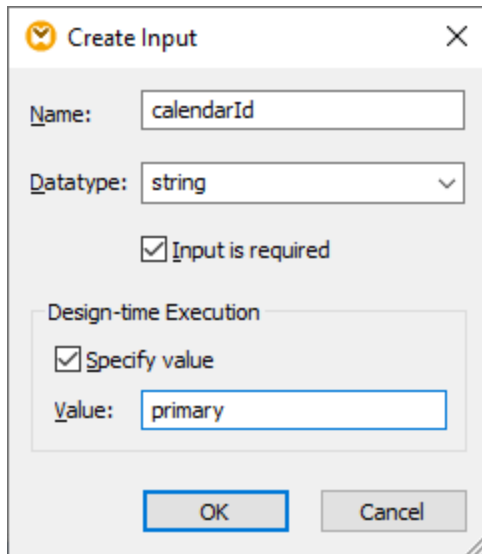 Create Input
Name: calendarId
Datatype: string
Input is required
Design-time Execution
Specify value
Value: primary
OK Cancel